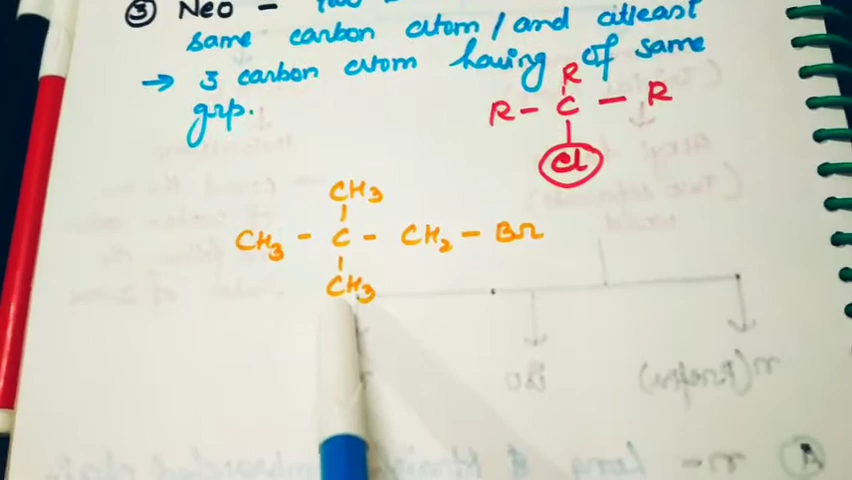 ③ Neo -
same carbon atom / and atleast
→ 3 carbon atom having of same
grp.
R
R - C - R
Cl
CH3
CH3 - C - CH2 - Br
CH3